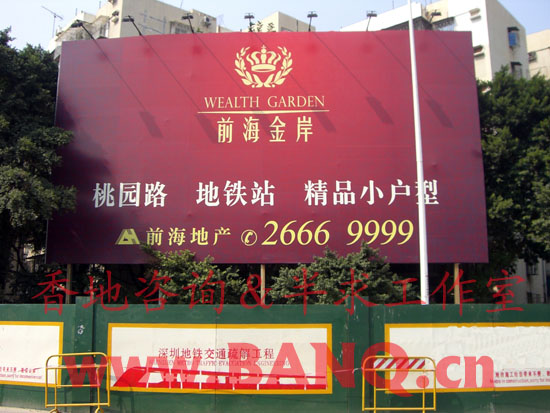 WEALTH GARDEN
前海金岸
桃园路 地铁站 精品小户型
前海地产 ✆ 2666 9999
香地咨询&半求工作室
深圳地铁交通疏解工程
www.BANQ.cn